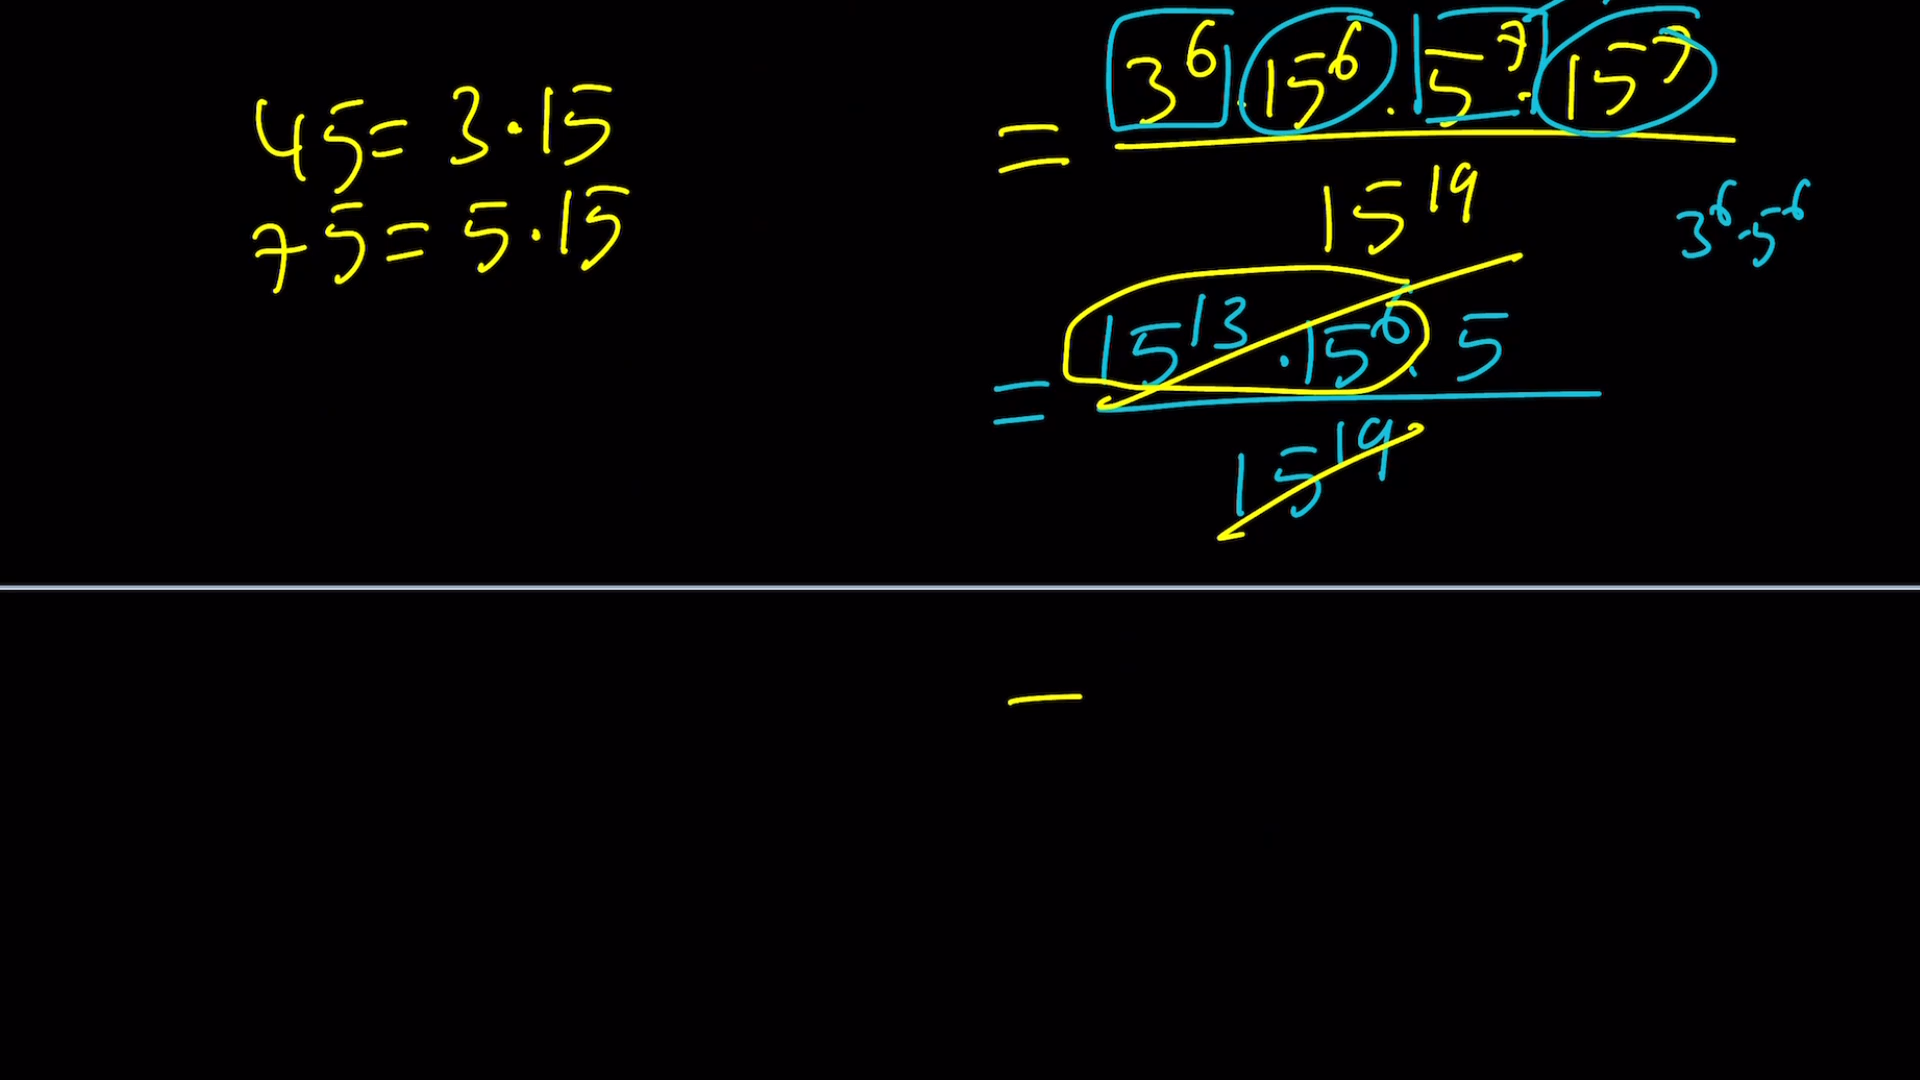 45 = 3·15
75 = 5·15
= 3^6 · 15^6 · 5^7 · 15^7 / 15^19
3^6·5^6
= 15^13 · 15^6 · 5 / 15^19